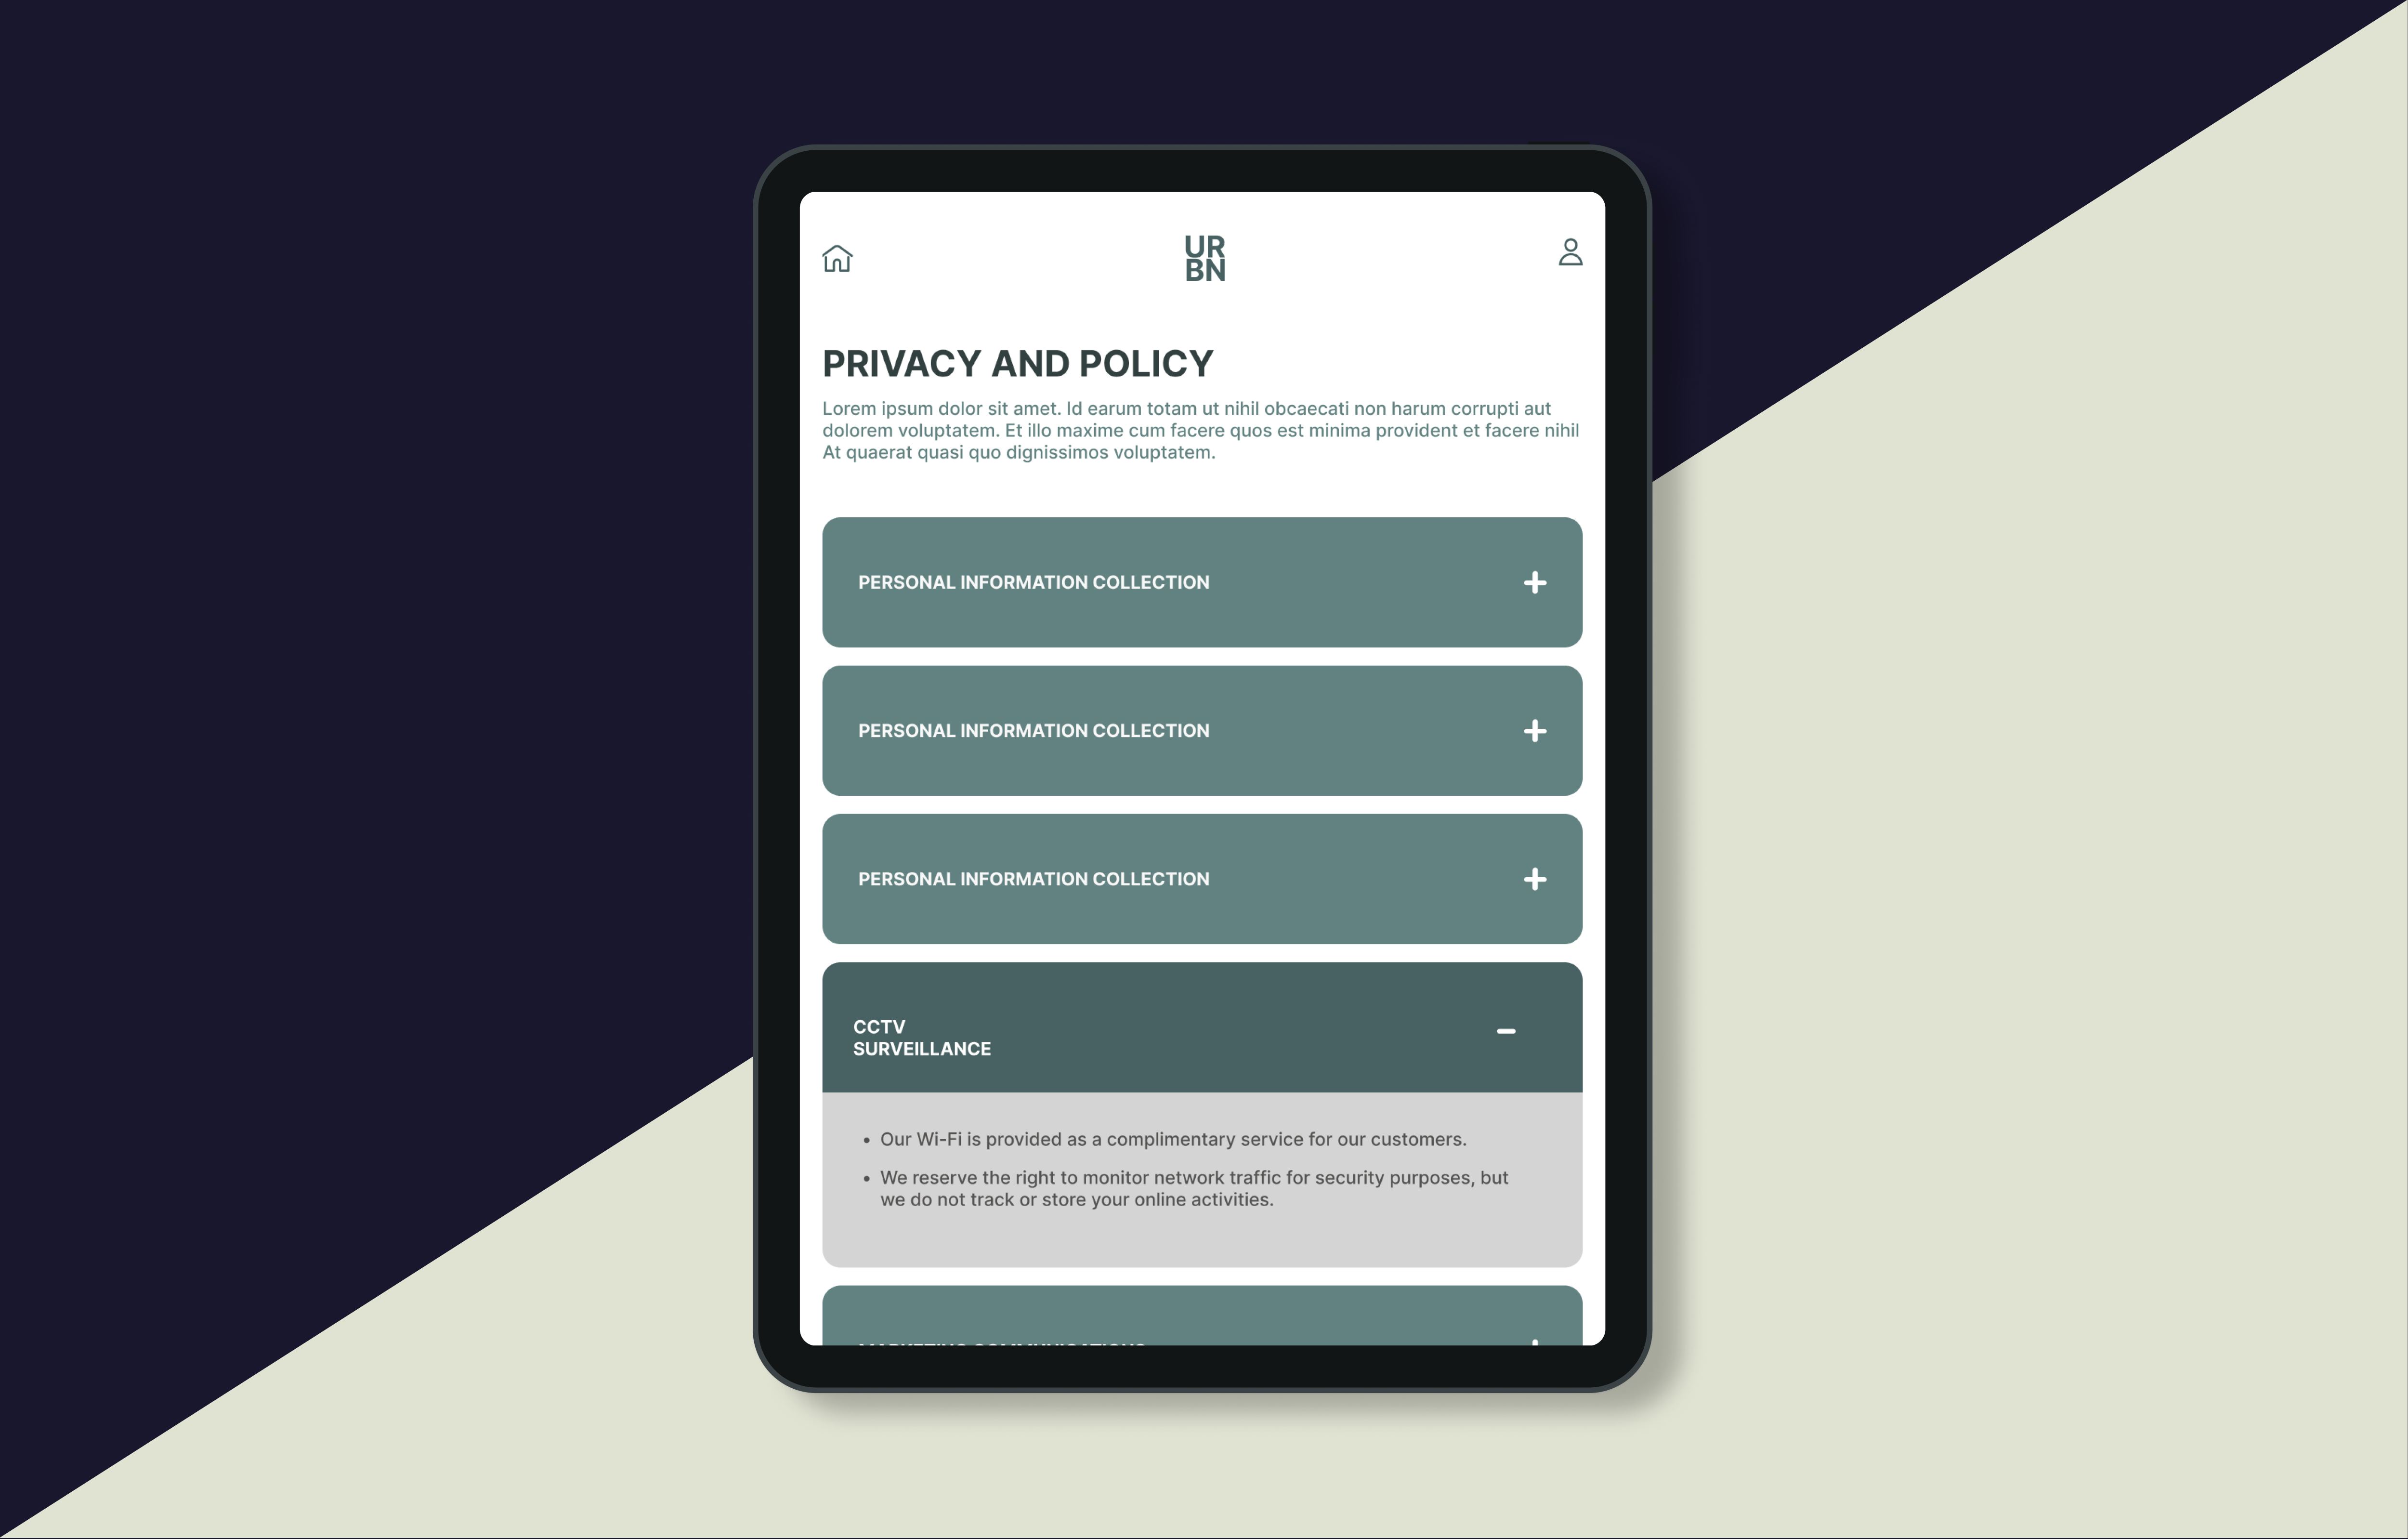 UR
BN
PRIVACY AND POLICY
Lorem ipsum dolor sit amet. Id earum totam ut nihil obcaecati non harum corrupti aut
dolorem voluptatem. Et illo maxime cum facere quos est minima provident et facere nihil
At quaerat quasi quo dignissimos voluptatem.
PERSONAL INFORMATION COLLECTION
PERSONAL INFORMATION COLLECTION
PERSONAL INFORMATION COLLECTION
CCTV
SURVEILLANCE
• Our Wi-Fi is provided as a complimentary service for our customers.
• We reserve the right to monitor network traffic for security purposes, but
we do not track or store your online activities.